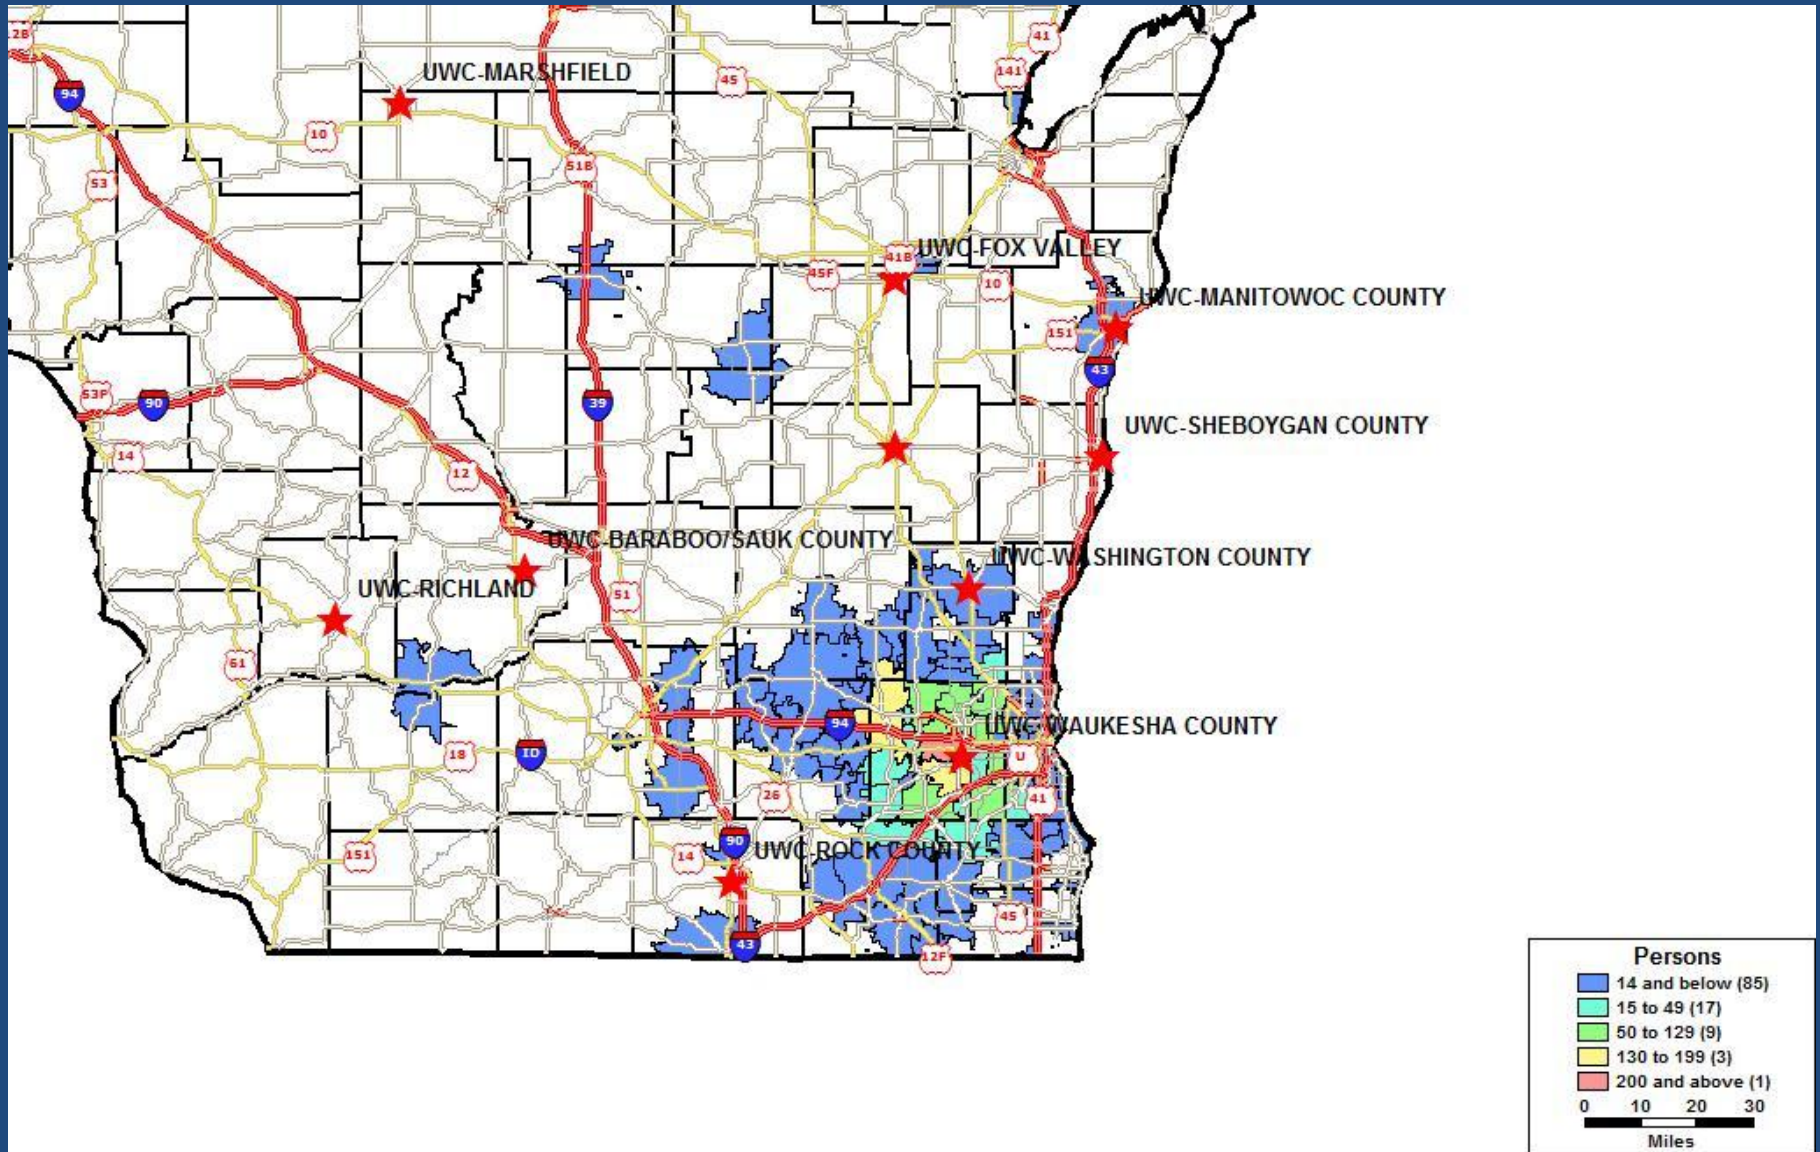 12B
41
UWC-MARSHFIELD
141
45
94
10
51B
53
UWC-FOX VALLEY
41B
45F
10
UWC-MANITOWOC COUNTY
151
43
53F
90
39
UWC-SHEBOYGAN COUNTY
14
12
UWC-BARABOO/SAUK COUNTY
UWC-WASHINGTON COUNTY
UWC-RICHLAND
51
61
94
UWC-WAUKESHA COUNTY
18
10
U
26
41
90
UWC-ROCK COUNTY
151
14
45
43
12F
Persons
14 and below (85)
15 to 49 (17)
50 to 129 (9)
130 to 199 (3)
200 and above (1)
0 10 20 30
Miles